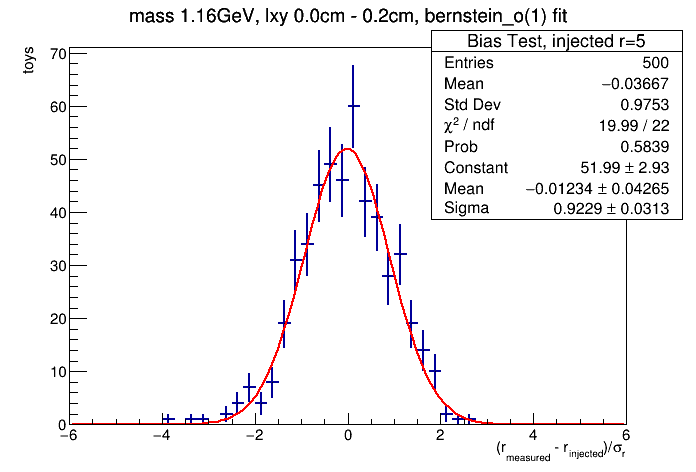 mass 1.16GeV, lxy 0.0cm - 0.2cm, bernstein_o(1) fit
Bias Test, injected r=5
Entries 500
Mean −0.03667
Std Dev 0.9753
χ² / ndf 19.99 / 22
Prob 0.5839
Constant 51.99 ± 2.93
Mean −0.01234 ± 0.04265
Sigma 0.9229 ± 0.0313
toys
70
60
50
40
30
20
10
0
−6 −4 −2 0 2 4 6
(r_measured - r_injected)/σ_r